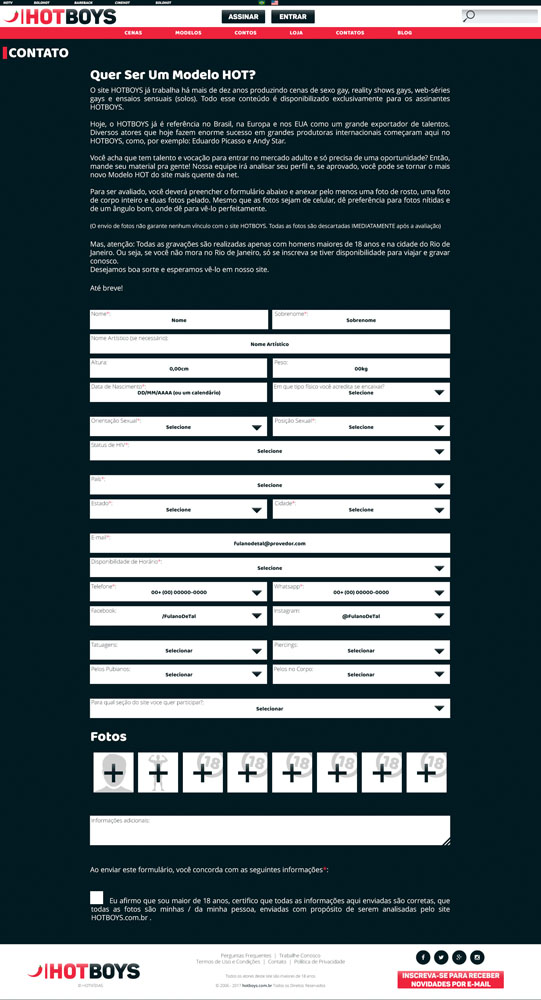 HOTV SOLOHOT BAREBACK CINEHOT SOLOHOT
HOTBOYS ASSINAR ENTRAR
CENAS MODELOS CONTOS LOJA CONTATOS BLOG
CONTATO
Quer Ser Um Modelo HOT?
O site HOTBOYS já trabalha há mais de dez anos produzindo cenas de sexo gay, reality shows gays, web-séries
gays e ensaios sensuais (solos). Todo esse conteúdo é disponibilizado exclusivamente para os assinantes
HOTBOYS.
Hoje, o HOTBOYS já é referência no Brasil, na Europa e nos EUA como um grande exportador de talentos.
Diversos atores que hoje fazem enorme sucesso em grandes produtoras internacionais começaram aqui no
HOTBOYS, como, por exemplo: Eduardo Picasso e Andy Star.
Você acha que tem talento e vocação para entrar no mercado adulto e só precisa de uma oportunidade? Então,
mande seu material pra gente! Nossa equipe irá analisar seu perfil e, se aprovado, você pode se tornar o mais
novo Modelo HOT do site mais quente da net.
Para ser avaliado, você deverá preencher o formulário abaixo e anexar pelo menos uma foto de rosto, uma foto
de corpo inteiro e duas fotos pelado. Mesmo que as fotos sejam de celular, dê preferência para fotos nítidas e
de um ângulo bom, onde dê pra vê-lo perfeitamente.
(O envio de fotos não garante nenhum vínculo com o site HOTBOYS. Todas as fotos são descartadas IMEDIATAMENTE após a avaliação)
Mas, atenção: Todas as gravações são realizadas apenas com homens maiores de 18 anos e na cidade do Rio de
Janeiro. Ou seja, se você não mora no Rio de Janeiro, só se inscreva se tiver disponibilidade para viajar e gravar
conosco.
Desejamos boa sorte e esperamos vê-lo em nosso site.
Até breve!
Nome*: Sobrenome*:
Nome Sobrenome
Nome Artístico (se necessário):
Nome Artístico
Altura: Peso:
0,00cm 00kg
Data de Nascimento*: Em que tipo físico você acredita se encaixar?
DD/MM/AAAA (ou um calendário) Selecione
Orientação Sexual*: Posição Sexual*:
Selecione Selecione
Status de HIV*:
Selecione
País*:
Selecione
Estado*: Cidade*:
Selecione Selecione
E-mail*:
fulanodetal@provedor.com
Disponibilidade de Horário*:
Selecione
Telefone*: Whatsapp*:
00+ (00) 00000-0000 00+ (00) 00000-0000
Facebook: Instagram:
/FulanoDeTal @FulanoDeTal
Tatuagens: Piercings:
Selecionar Selecionar
Pelos Pubianos: Pelos no Corpo:
Selecionar Selecionar
Para qual seção do site voce quer participar?:
Selecionar
Fotos
18 18 18 18 18 18
Informações adicionais:
Ao enviar este formulário, você concorda com as seguintes informações*:
Eu afirmo que sou maior de 18 anos, certifico que todas as informações aqui enviadas são corretas, que
todas as fotos são minhas / da minha pessoa, enviadas com propósito de serem analisadas pelo site
HOTBOYS.com.br .
HOTBOYS
© HOTBOYS
Perguntas Frequentes | Trabalhe Conosco
Termos de Uso e Condições | Contato | Política de Privacidade
Todos os atores deste site são maiores de 18 anos
© 2006 - 2017 hotboys.com.br Todos os Direitos Reservados
INSCREVA-SE PARA RECEBER
NOVIDADES POR E-MAIL